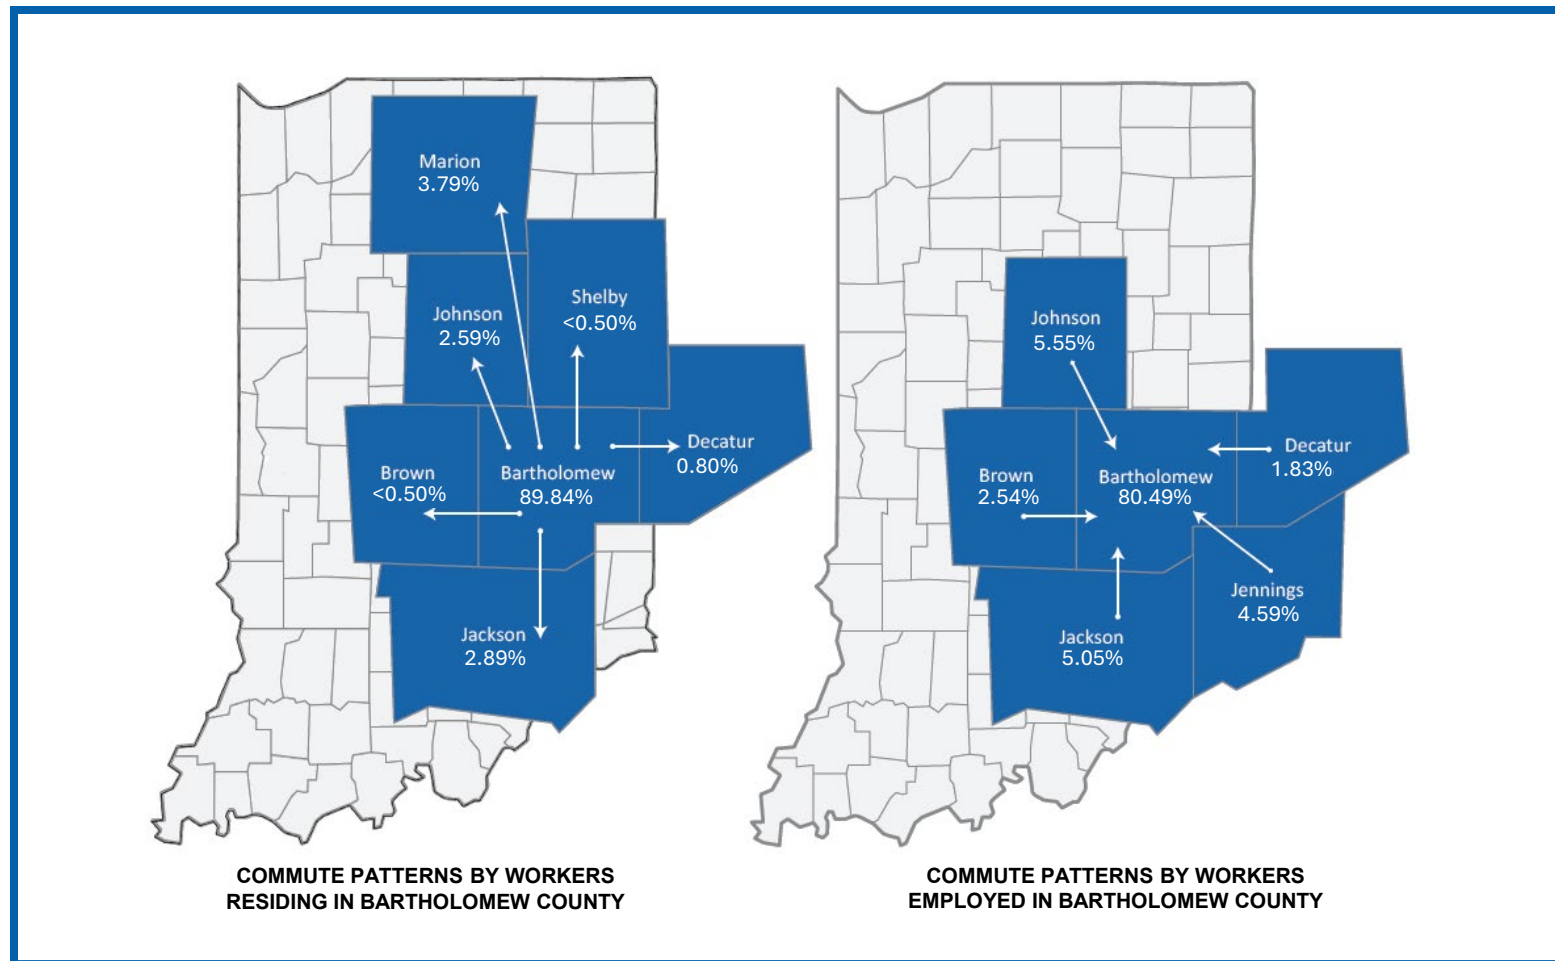 Marion
3.79%
Johnson
2.59%
Shelby
<0.50%
Decatur
0.80%
Brown
<0.50%
Bartholomew
89.84%
Jackson
2.89%
COMMUTE PATTERNS BY WORKERS
RESIDING IN BARTHOLOMEW COUNTY
Johnson
5.55%
Decatur
1.83%
Brown
2.54%
Bartholomew
80.49%
Jennings
4.59%
Jackson
5.05%
COMMUTE PATTERNS BY WORKERS
EMPLOYED IN BARTHOLOMEW COUNTY